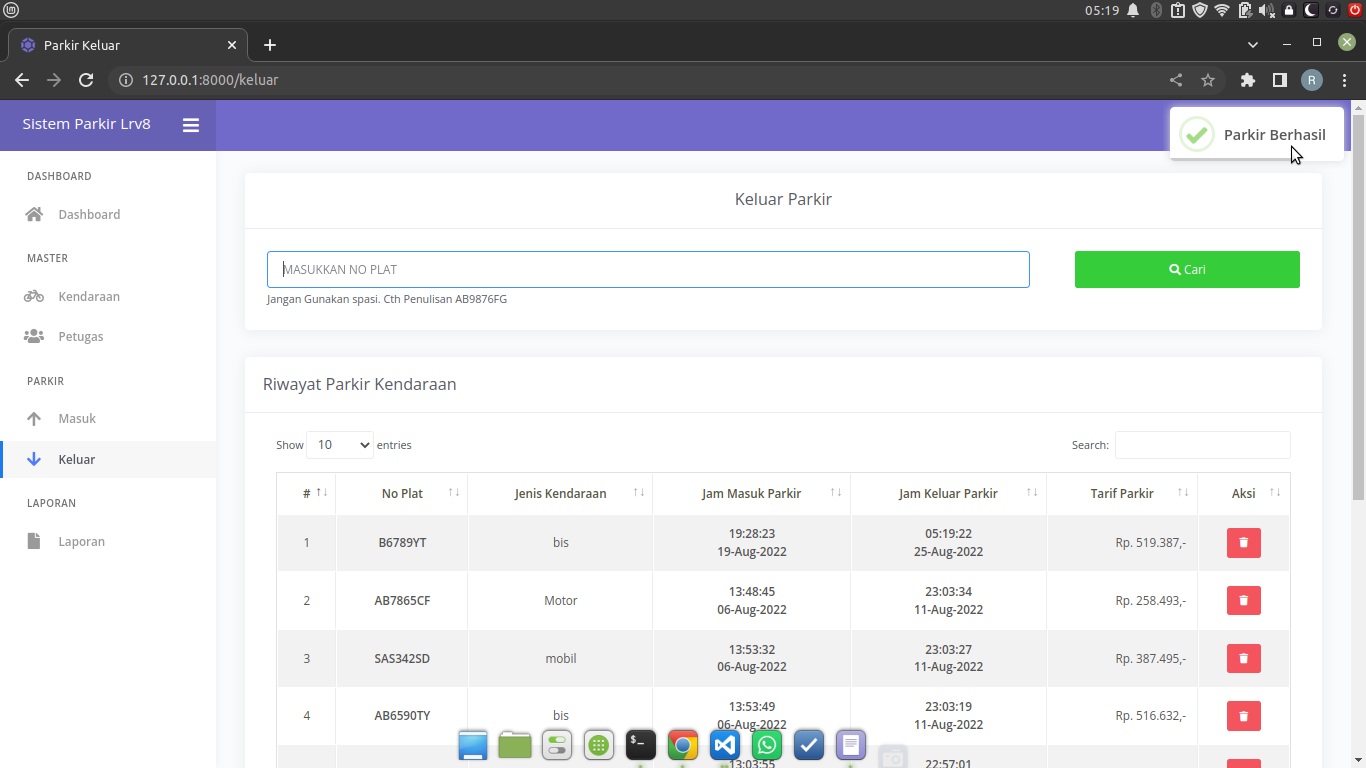 05:19
Parkir Keluar
127.0.0.1:8000/keluar
R
Sistem Parkir Lrv8
Parkir Berhasil
DASHBOARD
Dashboard
MASTER
Kendaraan
Petugas
PARKIR
Masuk
Keluar
LAPORAN
Laporan
Keluar Parkir
MASUKKAN NO PLAT
Cari
Jangan Gunakan spasi. Cth Penulisan AB9876FG
Riwayat Parkir Kendaraan
Show 10 entries
Search:
# No Plat Jenis Kendaraan Jam Masuk Parkir Jam Keluar Parkir Tarif Parkir Aksi
1 B6789YT bis 19:28:23 19-Aug-2022 05:19:22 25-Aug-2022 Rp. 519.387,-
2 AB7865CF Motor 13:48:45 06-Aug-2022 23:03:34 11-Aug-2022 Rp. 258.493,-
3 SAS342SD mobil 13:53:32 06-Aug-2022 23:03:27 11-Aug-2022 Rp. 387.495,-
4 AB6590TY bis 13:53:49 06-Aug-2022 23:03:19 11-Aug-2022 Rp. 516.632,-
13:03:55 22:57:01